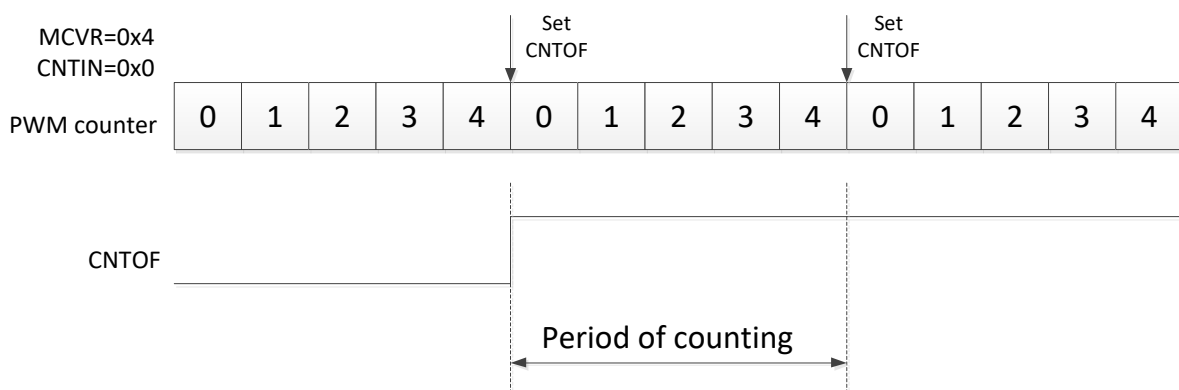 MCVR=0x4
CNTIN=0x0
Set
CNTOF
Set
CNTOF
PWM counter
0 1 2 3 4 0 1 2 3 4 0 1 2 3 4
CNTOF
Period of counting